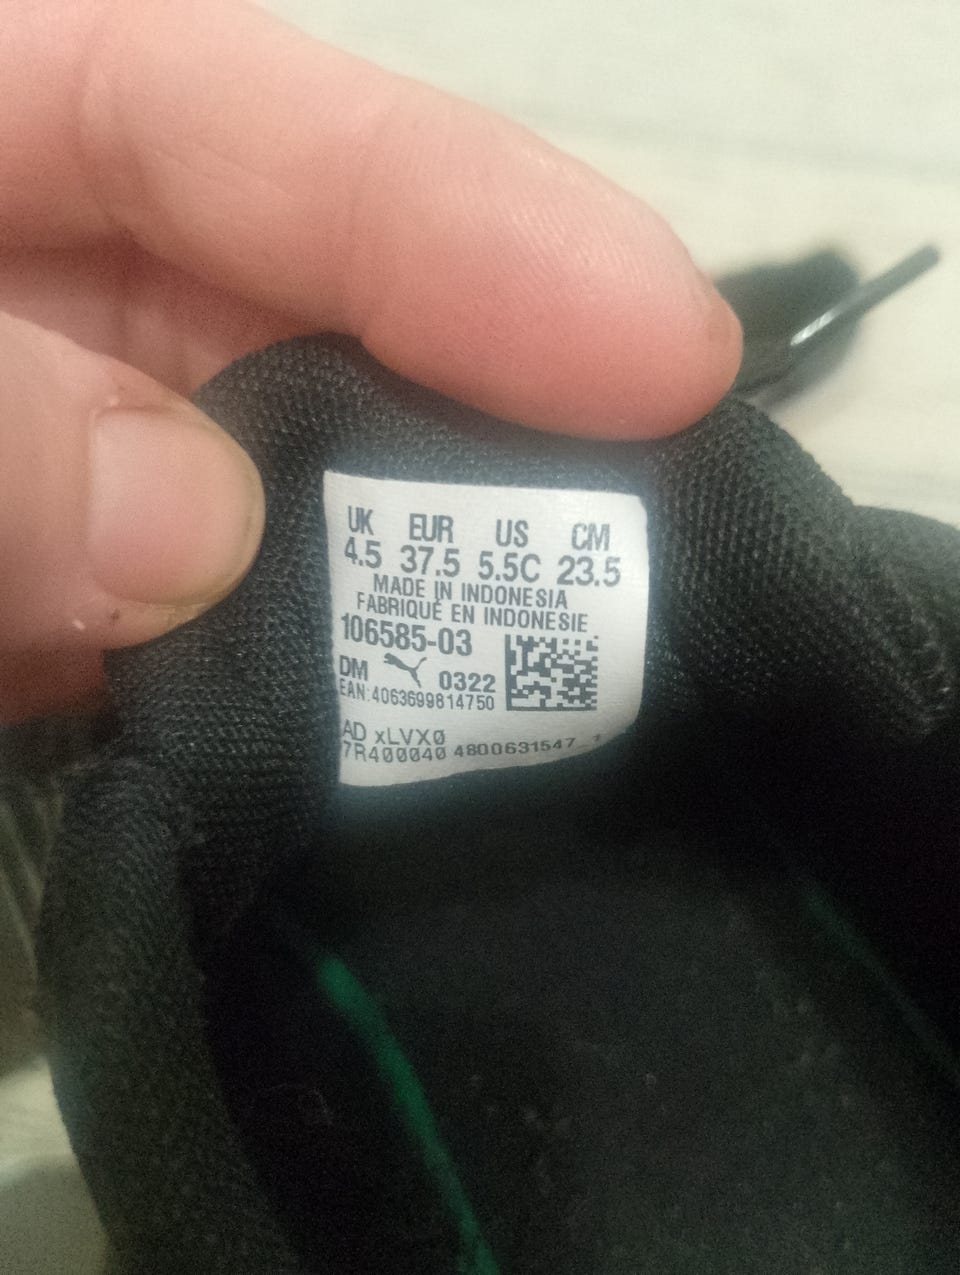 UK EUR US CM
4.5 37.5 5.5C 23.5
MADE IN INDONESIA
FABRIQUÉ EN INDONESIE
106585-03
DM 0322
EAN:4063699814750
AD xLVX0
7R400040 4800631547_1